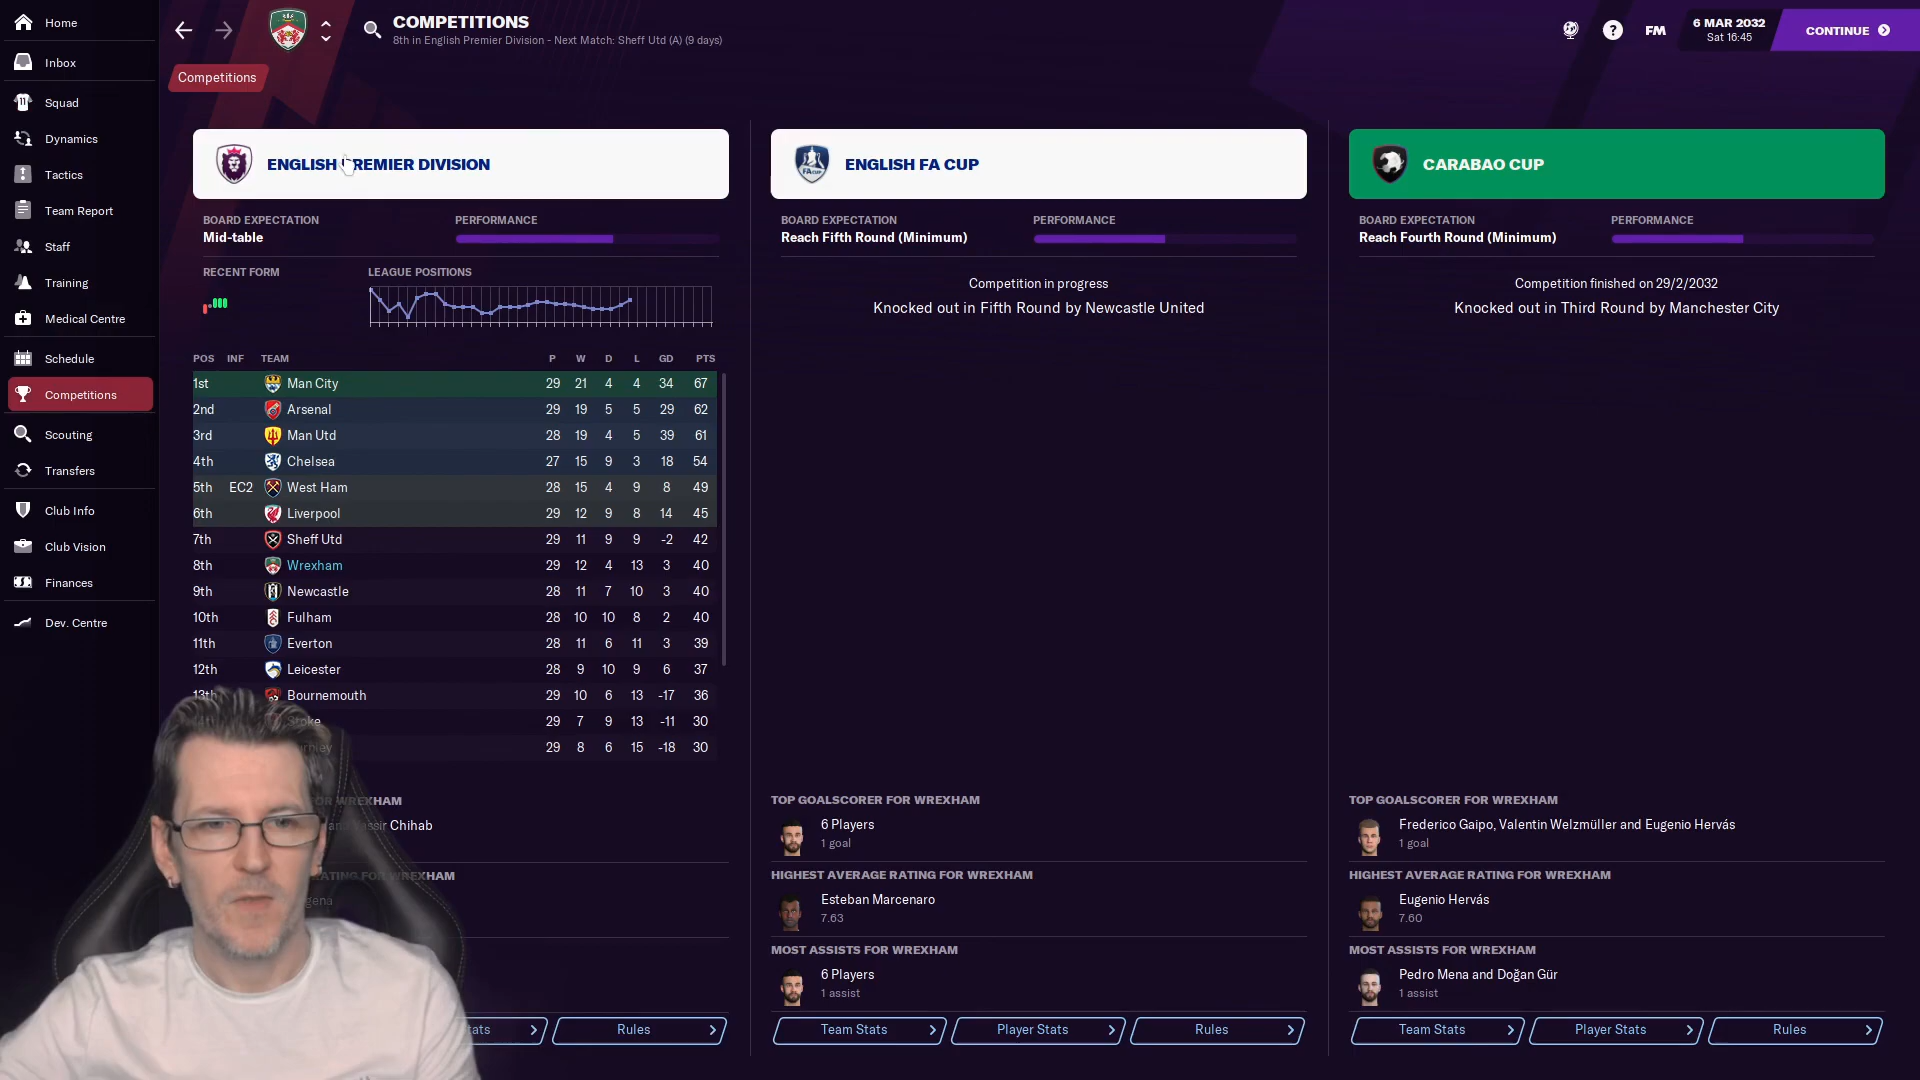 Home
Inbox
Squad
Dynamics
Tactics
Team Report
Staff
Training
Medical Centre
Schedule
Competitions
Scouting
Transfers
Club Info
Club Vision
Finances
Dev. Centre
COMPETITIONS
8th in English Premier Division - Next Match: Sheff Utd (A) (9 days)
FM
6 MAR 2032
Sat 16:45
CONTINUE
Competitions
ENGLISH PREMIER DIVISION
BOARD EXPECTATION PERFORMANCE
Mid-table
RECENT FORM LEAGUE POSITIONS
POS INF TEAM P W D L GD PTS
1st Man City 29 21 4 4 34 67
2nd Arsenal 29 19 5 5 29 62
3rd Man Utd 28 19 4 5 39 61
4th Chelsea 27 15 9 3 18 54
5th EC2 West Ham 28 15 4 9 8 49
6th Liverpool 29 12 9 8 14 45
7th Sheff Utd 29 11 9 9 -2 42
8th Wrexham 29 12 4 13 3 40
9th Newcastle 28 11 7 10 3 40
10th Fulham 28 10 10 8 2 40
11th Everton 28 11 6 11 3 39
12th Leicester 28 9 10 9 6 37
13th Bournemouth 29 10 6 13 -17 36
Stoke 29 7 9 13 -11 30
29 8 6 15 -18 30
WREXHAM
Chihab
WREXHAM
Rules
ENGLISH FA CUP
BOARD EXPECTATION PERFORMANCE
Reach Fifth Round (Minimum)
Competition in progress
Knocked out in Fifth Round by Newcastle United
TOP GOALSCORER FOR WREXHAM
6 Players
1 goal
HIGHEST AVERAGE RATING FOR WREXHAM
Esteban Marcenaro
7.63
MOST ASSISTS FOR WREXHAM
6 Players
1 assist
Team Stats Player Stats Rules
CARABAO CUP
BOARD EXPECTATION PERFORMANCE
Reach Fourth Round (Minimum)
Competition finished on 29/2/2032
Knocked out in Third Round by Manchester City
TOP GOALSCORER FOR WREXHAM
Frederico Gaipo, Valentin Welzmüller and Eugenio Hervás
1 goal
HIGHEST AVERAGE RATING FOR WREXHAM
Eugenio Hervás
7.60
MOST ASSISTS FOR WREXHAM
Pedro Mena and Doğan Gür
1 assist
Team Stats Player Stats Rules